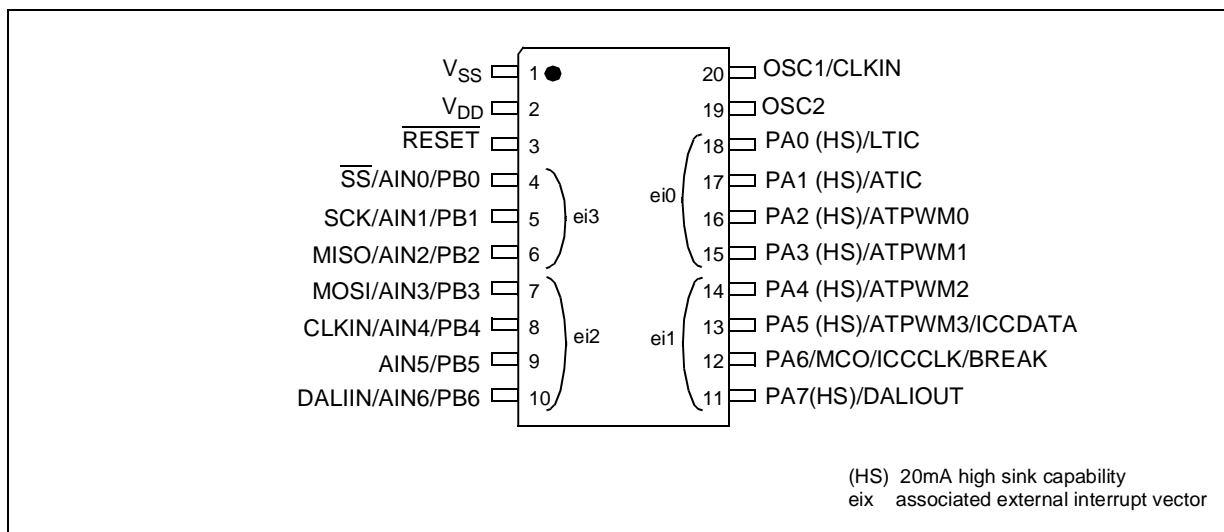 V_SS 1 20 OSC1/CLKIN
V_DD 2 19 OSC2
RESET 3 18 PA0 (HS)/LTIC
SS/AIN0/PB0 4 17 PA1 (HS)/ATIC
ei3 ei0
SCK/AIN1/PB1 5 16 PA2 (HS)/ATPWM0
MISO/AIN2/PB2 6 15 PA3 (HS)/ATPWM1
MOSI/AIN3/PB3 7 14 PA4 (HS)/ATPWM2
CLKIN/AIN4/PB4 8 13 PA5 (HS)/ATPWM3/ICCDATA
ei2 ei1
AIN5/PB5 9 12 PA6/MCO/ICCCLK/BREAK
DALIIN/AIN6/PB6 10 11 PA7(HS)/DALIOUT
(HS) 20mA high sink capability
eix associated external interrupt vector